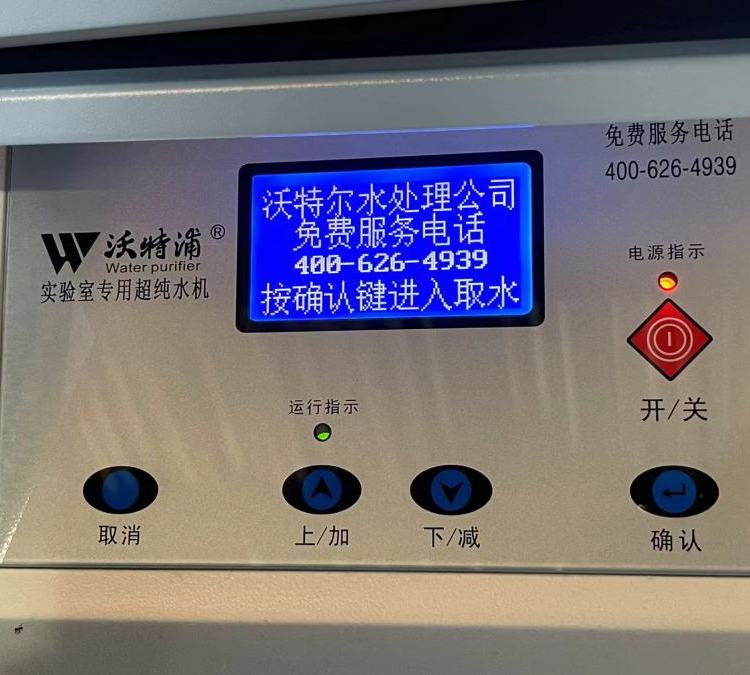 免费服务电话
400-626-4939
沃特浦®
Water purifier
实验室专用超纯水机
沃特尔水处理公司
免费服务电话
400-626-4939
按确认键进入取水
电源指示
开/关
运行指示
取消
上/加
下/减
确认